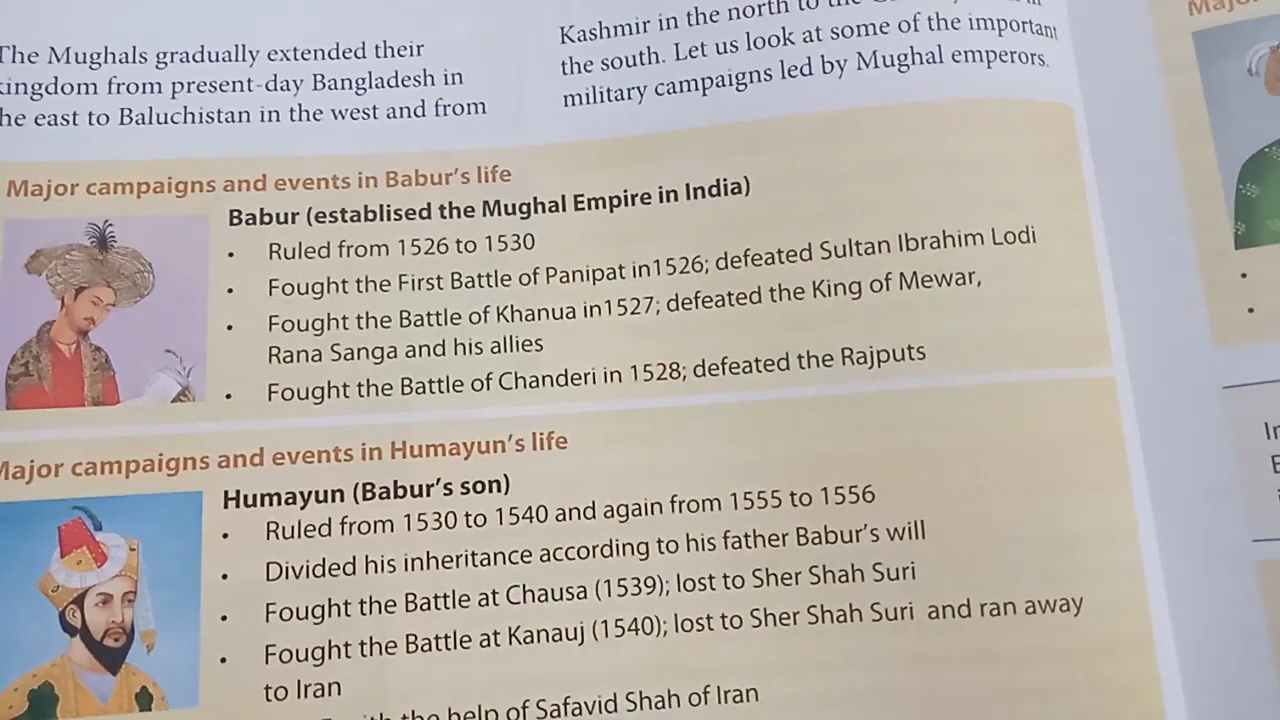 The Mughals gradually extended their
kingdom from present-day Bangladesh in
the east to Baluchistan in the west and from
Kashmir in the north to the
the south. Let us look at some of the important
military campaigns led by Mughal emperors.
Major campaigns and events in Babur's life
Babur (establised the Mughal Empire in India)
• Ruled from 1526 to 1530
• Fought the First Battle of Panipat in1526; defeated Sultan Ibrahim Lodi
• Fought the Battle of Khanua in1527; defeated the King of Mewar,
Rana Sanga and his allies
• Fought the Battle of Chanderi in 1528; defeated the Rajputs
Major campaigns and events in Humayun's life
Humayun (Babur's son)
• Ruled from 1530 to 1540 and again from 1555 to 1556
• Divided his inheritance according to his father Babur's will
• Fought the Battle at Chausa (1539); lost to Sher Shah Suri
• Fought the Battle at Kanauj (1540); lost to Sher Shah Suri and ran away
to Iran
the help of Safavid Shah of Iran